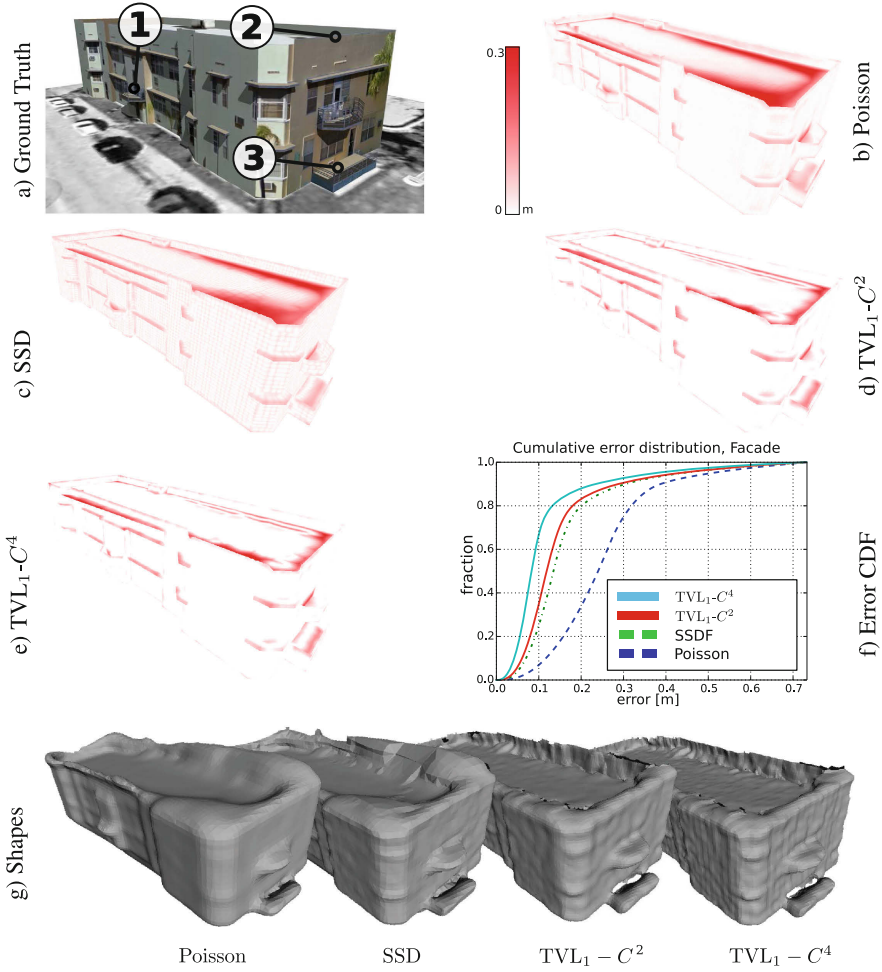 a) Ground Truth
1
2
3
0.3
0 m
b) Poisson
c) SSD
d) TVL₁-C²
e) TVL₁-C⁴
Cumulative error distribution, Facade
1.0
0.8
0.6
0.4
0.2
0.0
fraction
0.0 0.1 0.2 0.3 0.4 0.5 0.6 0.7
error [m]
TVL₁-C⁴
TVL₁-C²
SSDF
Poisson
f) Error CDF
g) Shapes
Poisson SSD TVL₁ − C² TVL₁ − C⁴